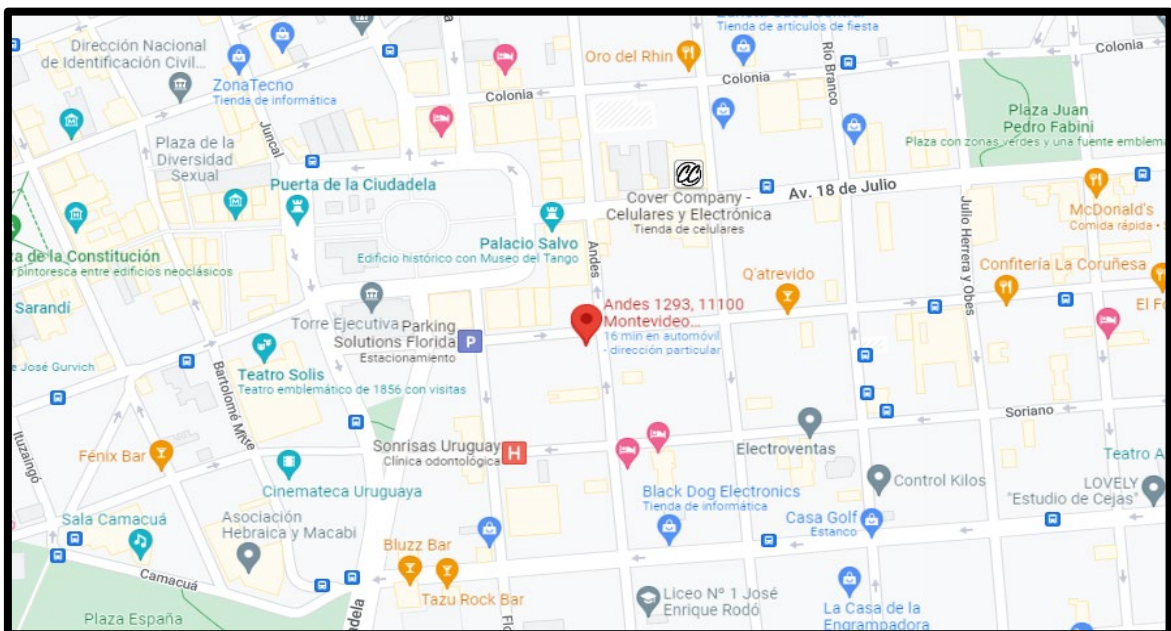 Tienda de artículos de fiesta
Dirección Nacional
de Identificación Civil...
Oro del Rhin
Río Branco
Colonia
ZonaTecno
Tienda de informática
Colonia
Colonia
Juncal
Plaza de la
Diversidad
Sexual
Plaza Juan
Pedro Fabini
Plaza con zonas verdes y una fuente emblem
Puerta de la Ciudadela
CC
Cover Company -
Celulares y Electrónica
Tienda de celulares
Av. 18 de Julio
Julio Herrera y Obes
McDonald's
Comida rápida •
Palacio Salvo
Edificio histórico con Museo del Tango
Andes
za de la Constitución
pintoresca entre edificios neoclásicos
Q'atrevido
Confitería La Coruñesa
Sarandí
Torre Ejecutiva
Parking
Solutions Florida
Estacionamiento
P
Andes 1293, 11100
Montevideo...
16 min en automóvil
- dirección particular
El F
José Gurvich
Teatro Solis
Teatro emblemático de 1856 con visitas
Bartolomé Mitre
Soriano
Ituzaingó
Fénix Bar
Sonrisas Uruguay
Clínica odontológica
H
Electroventas
Teatro A
Cinemateca Uruguaya
Control Kilos
LOVELY
"Estudio de Cejas"
Black Dog Electronics
Tienda de informática
Sala Camacuá
Asociación
Hebraica y Macabi
Casa Golf
Estanco
Bluzz Bar
Camacuá
Tazu Rock Bar
Liceo Nº 1 José
Enrique Rodó
La Casa de la
Engrampadora
Plaza España
adela
Flo